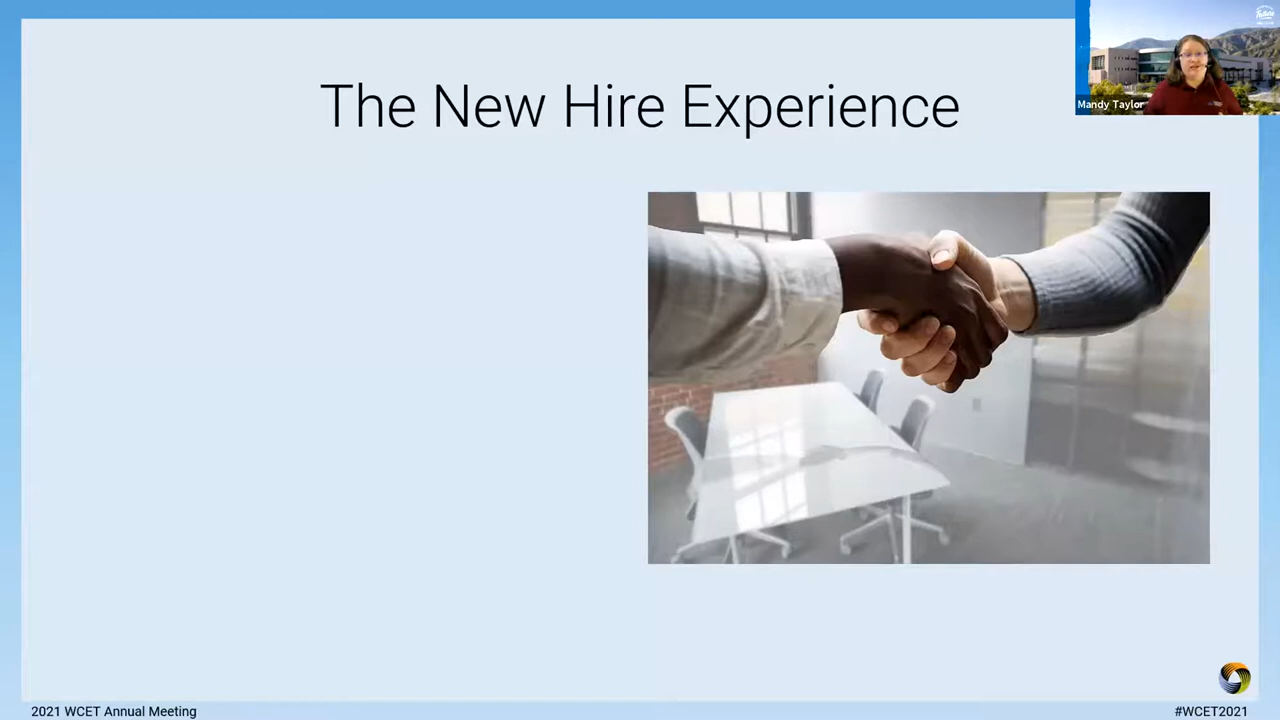 The New Hire Experience
Mandy Taylor
2021 WCET Annual Meeting
#WCET2021